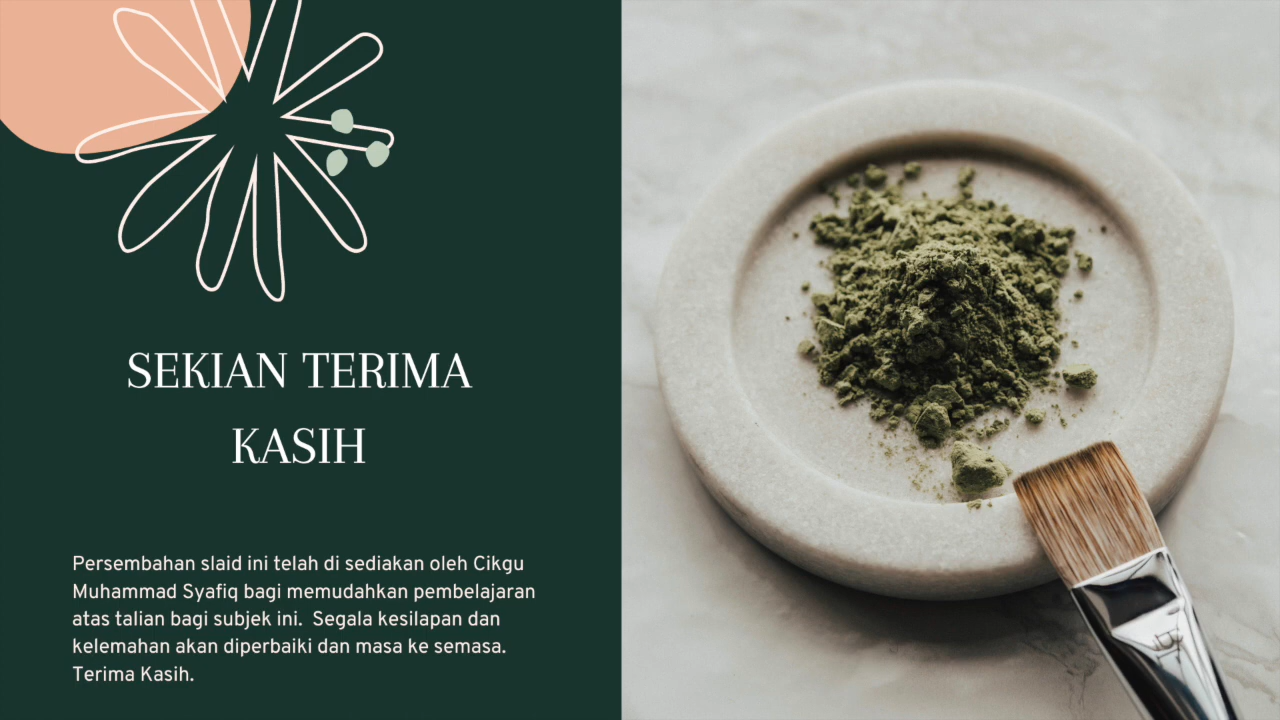 SEKIAN TERIMA
KASIH
Persembahan slaid ini telah di sediakan oleh Cikgu
Muhammad Syafiq bagi memudahkan pembelajaran
atas talian bagi subjek ini.  Segala kesilapan dan
kelemahan akan diperbaiki dan masa ke semasa.
Terima Kasih.